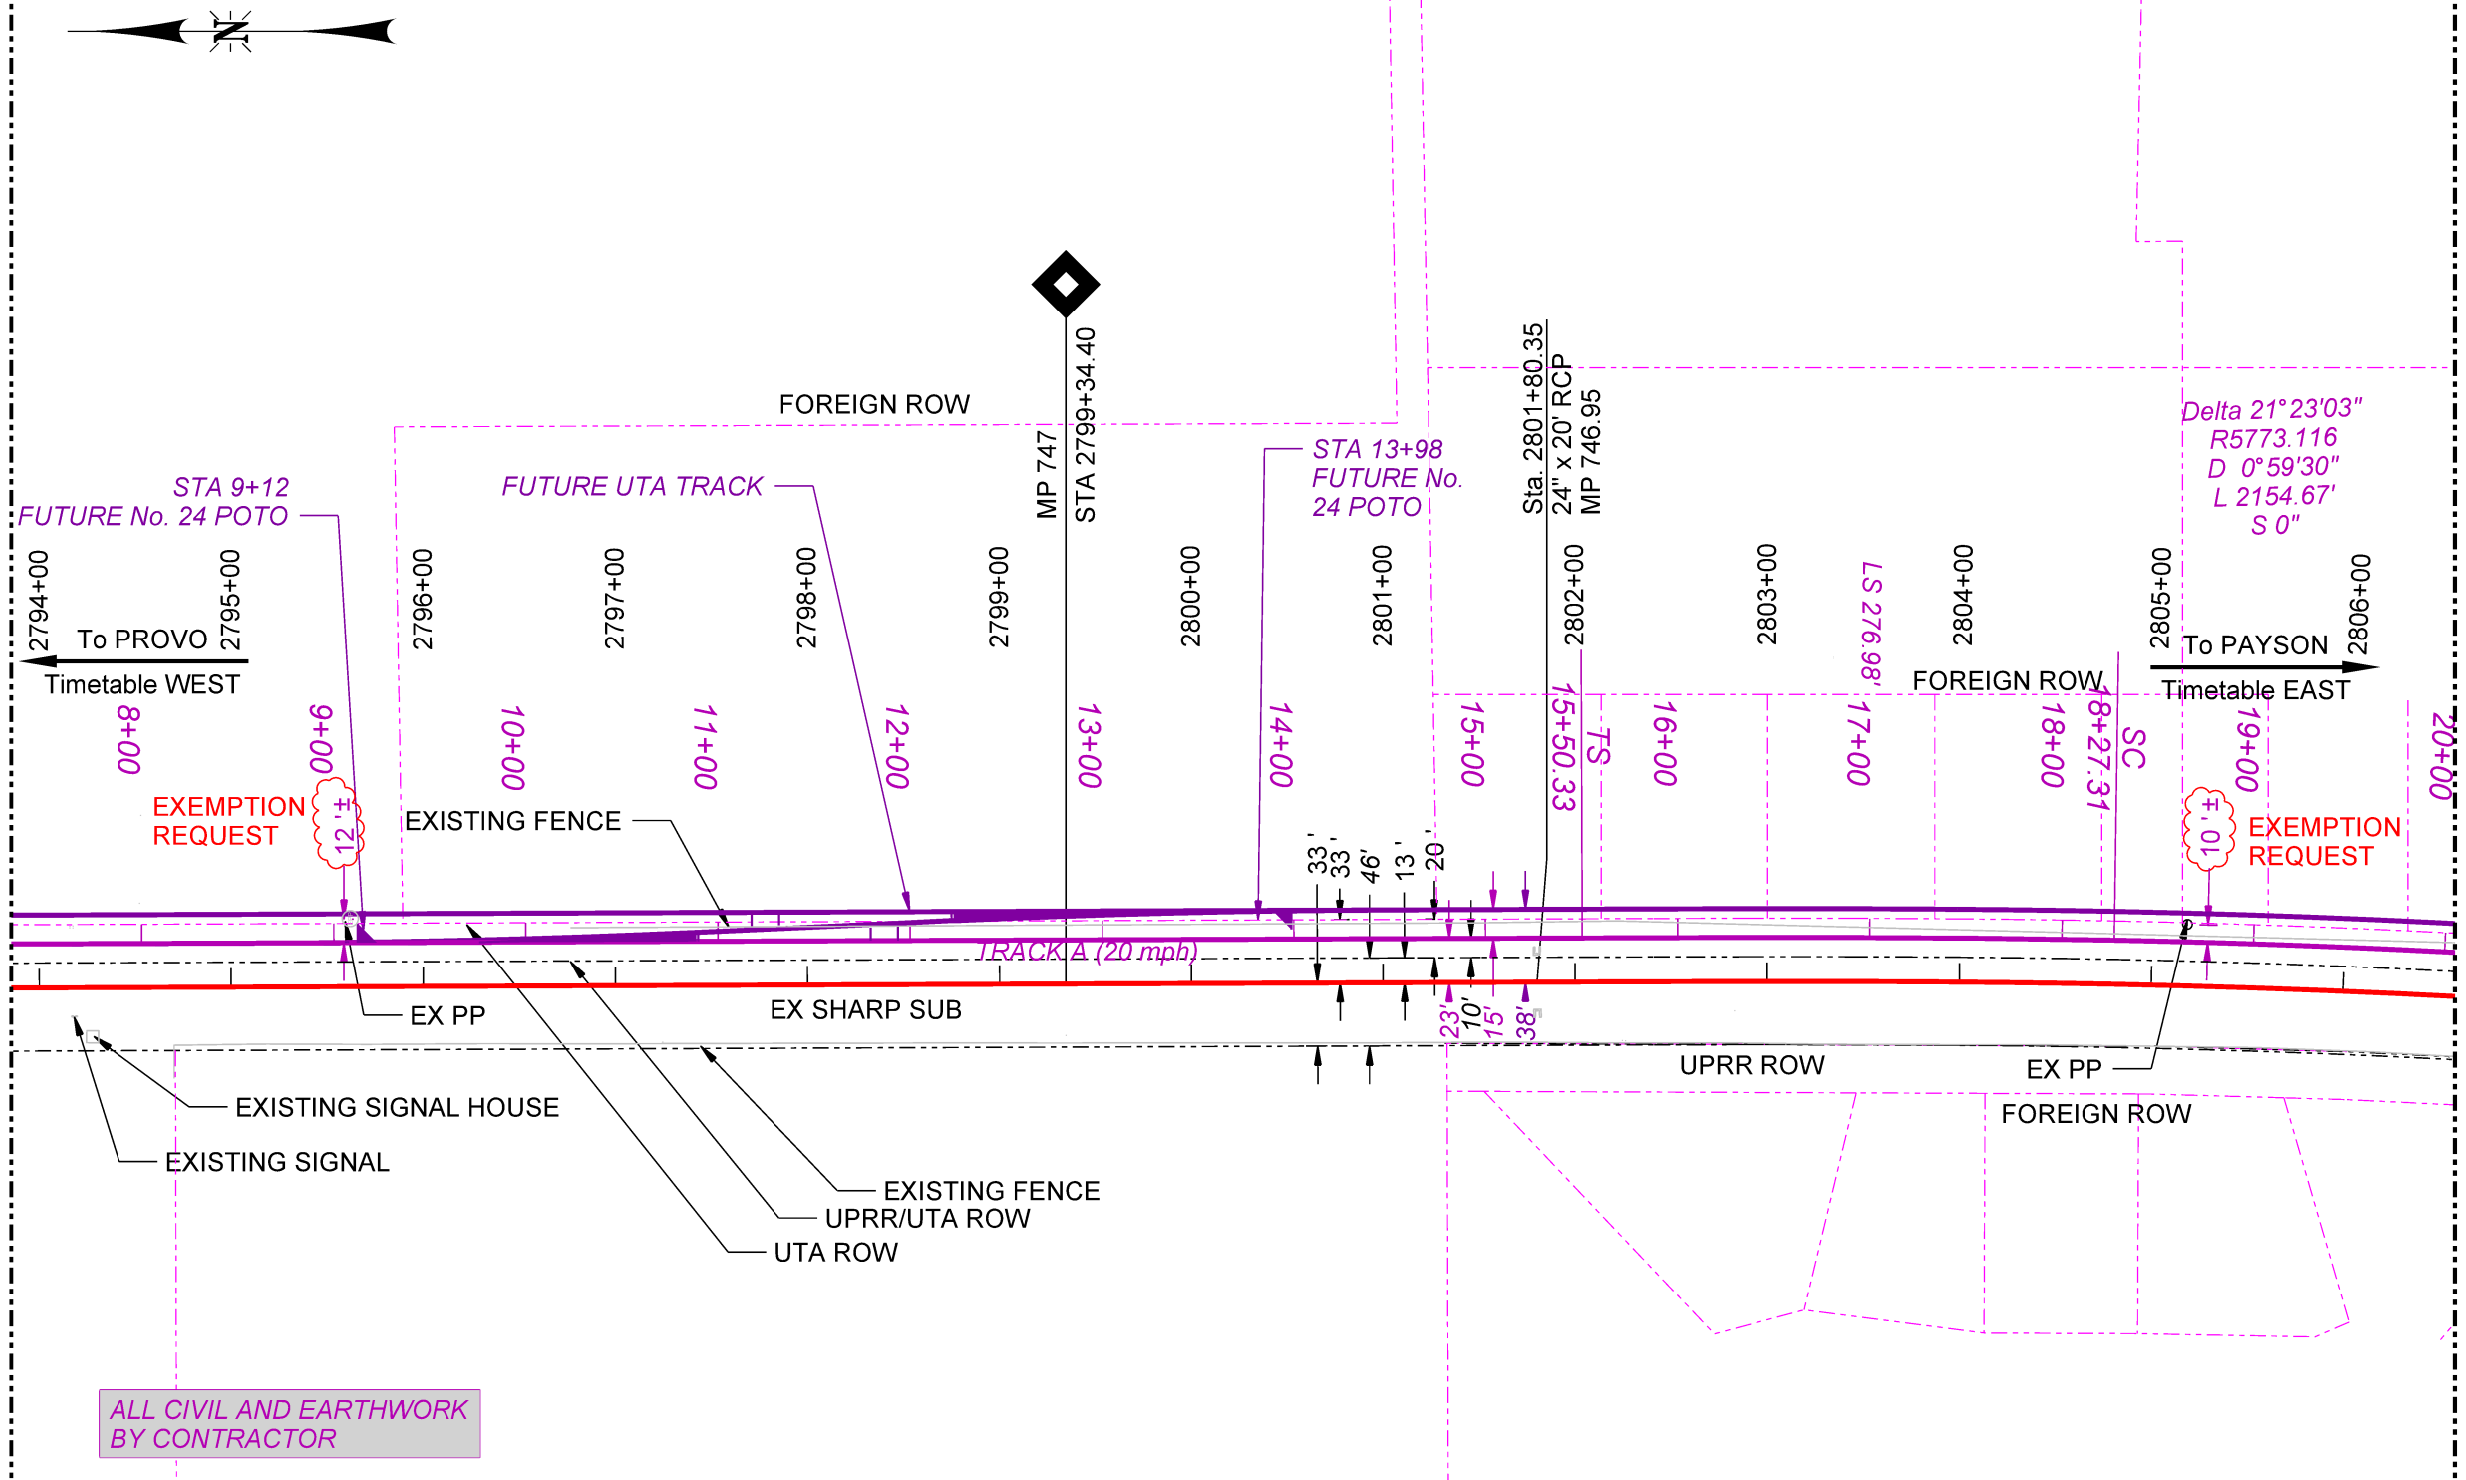 N
FOREIGN ROW
MP 747
STA 2799+34.40
Sta. 2801+80.35
24" x 20' RCP
MP 746.95
Delta 21°23'03"
R5773.116
D 0°59'30"
L 2154.67'
S 0"
STA 9+12
FUTURE No. 24 POTO
FUTURE UTA TRACK
STA 13+98
FUTURE No.
24 POTO
2794+00
2795+00
2796+00
2797+00
2798+00
2799+00
2800+00
2801+00
2802+00
2803+00
2804+00
2805+00
2806+00
LS 276.98'
To PROVO
Timetable WEST
To PAYSON
Timetable EAST
FOREIGN ROW
8+00
9+00
10+00
11+00
12+00
13+00
14+00
15+00
15+50.33
TS
16+00
17+00
18+00
18+27.31
SC
19+00
20+00
EXEMPTION
REQUEST
12 ' ±
EXISTING FENCE
33 '
33 '
46'
13 '
20 '
10 ' ±
EXEMPTION
REQUEST
TRACK A (20 mph)
EX PP
EX SHARP SUB
23'
10'
15'
38'
UPRR ROW
EX PP
FOREIGN ROW
EXISTING SIGNAL HOUSE
EXISTING SIGNAL
EXISTING FENCE
UPRR/UTA ROW
UTA ROW
ALL CIVIL AND EARTHWORK
BY CONTRACTOR